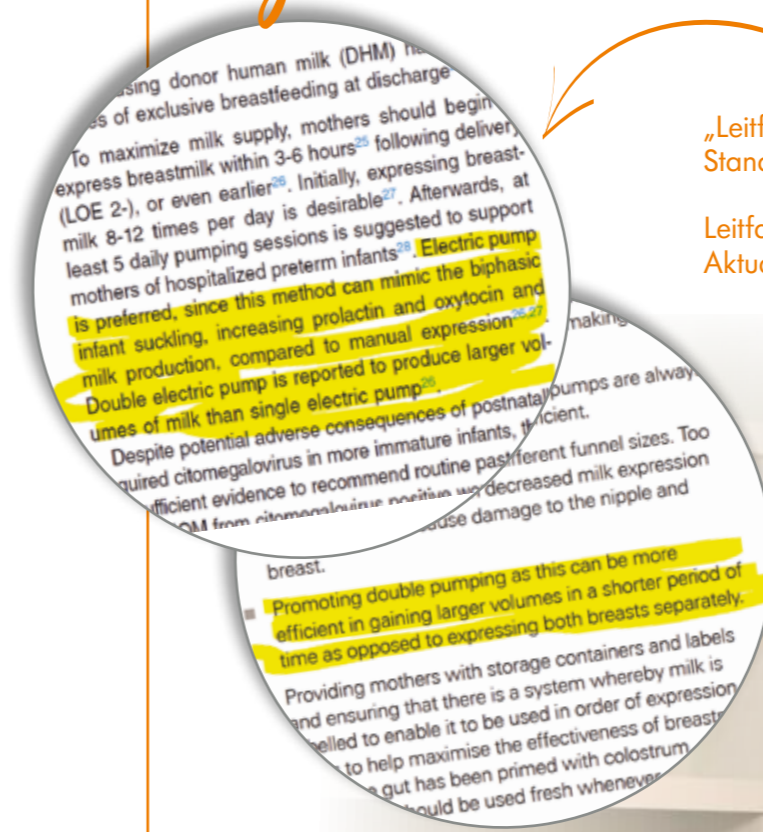 using donor human milk (DHM)
of exclusive breastfeeding at discharge
To maximize milk supply, mothers should begin
express breastmilk within 3-6 hours25 following delivery
(LOE 2-), or even earlier26. Initially, expressing breast-
milk 8-12 times per day is desirable27. Afterwards, at
least 5 daily pumping sessions is suggested to support
mothers of hospitalized preterm infants28. Electric pump
is preferred, since this method can mimic the biphasic
infant suckling, increasing prolactin and oxytocin and
milk production, compared to manual expression26,27.
Double electric pump is reported to produce larger vol-
umes of milk than single electric pump26.
Despite potential adverse consequences of postnatal
quired citomegalovirus in more immature infants,
fficient evidence to recommend routine
from citomegalovirus positive
„Leitf
Stand
Leitfa
Aktu
making
pumps are alway
icient.
ferent funnel sizes. Too
decreased milk expression
ause damage to the nipple and
breast.
Promoting double pumping as this can be more
efficient in gaining larger volumes in a shorter period of
time as opposed to expressing both breasts separately.
Providing mothers with storage containers and labels
and ensuring that there is a system whereby milk is
elled to enable it to be used in order of expression
to help maximise the effectiveness of breast
gut has been primed with colostrum
ould be used fresh whenever